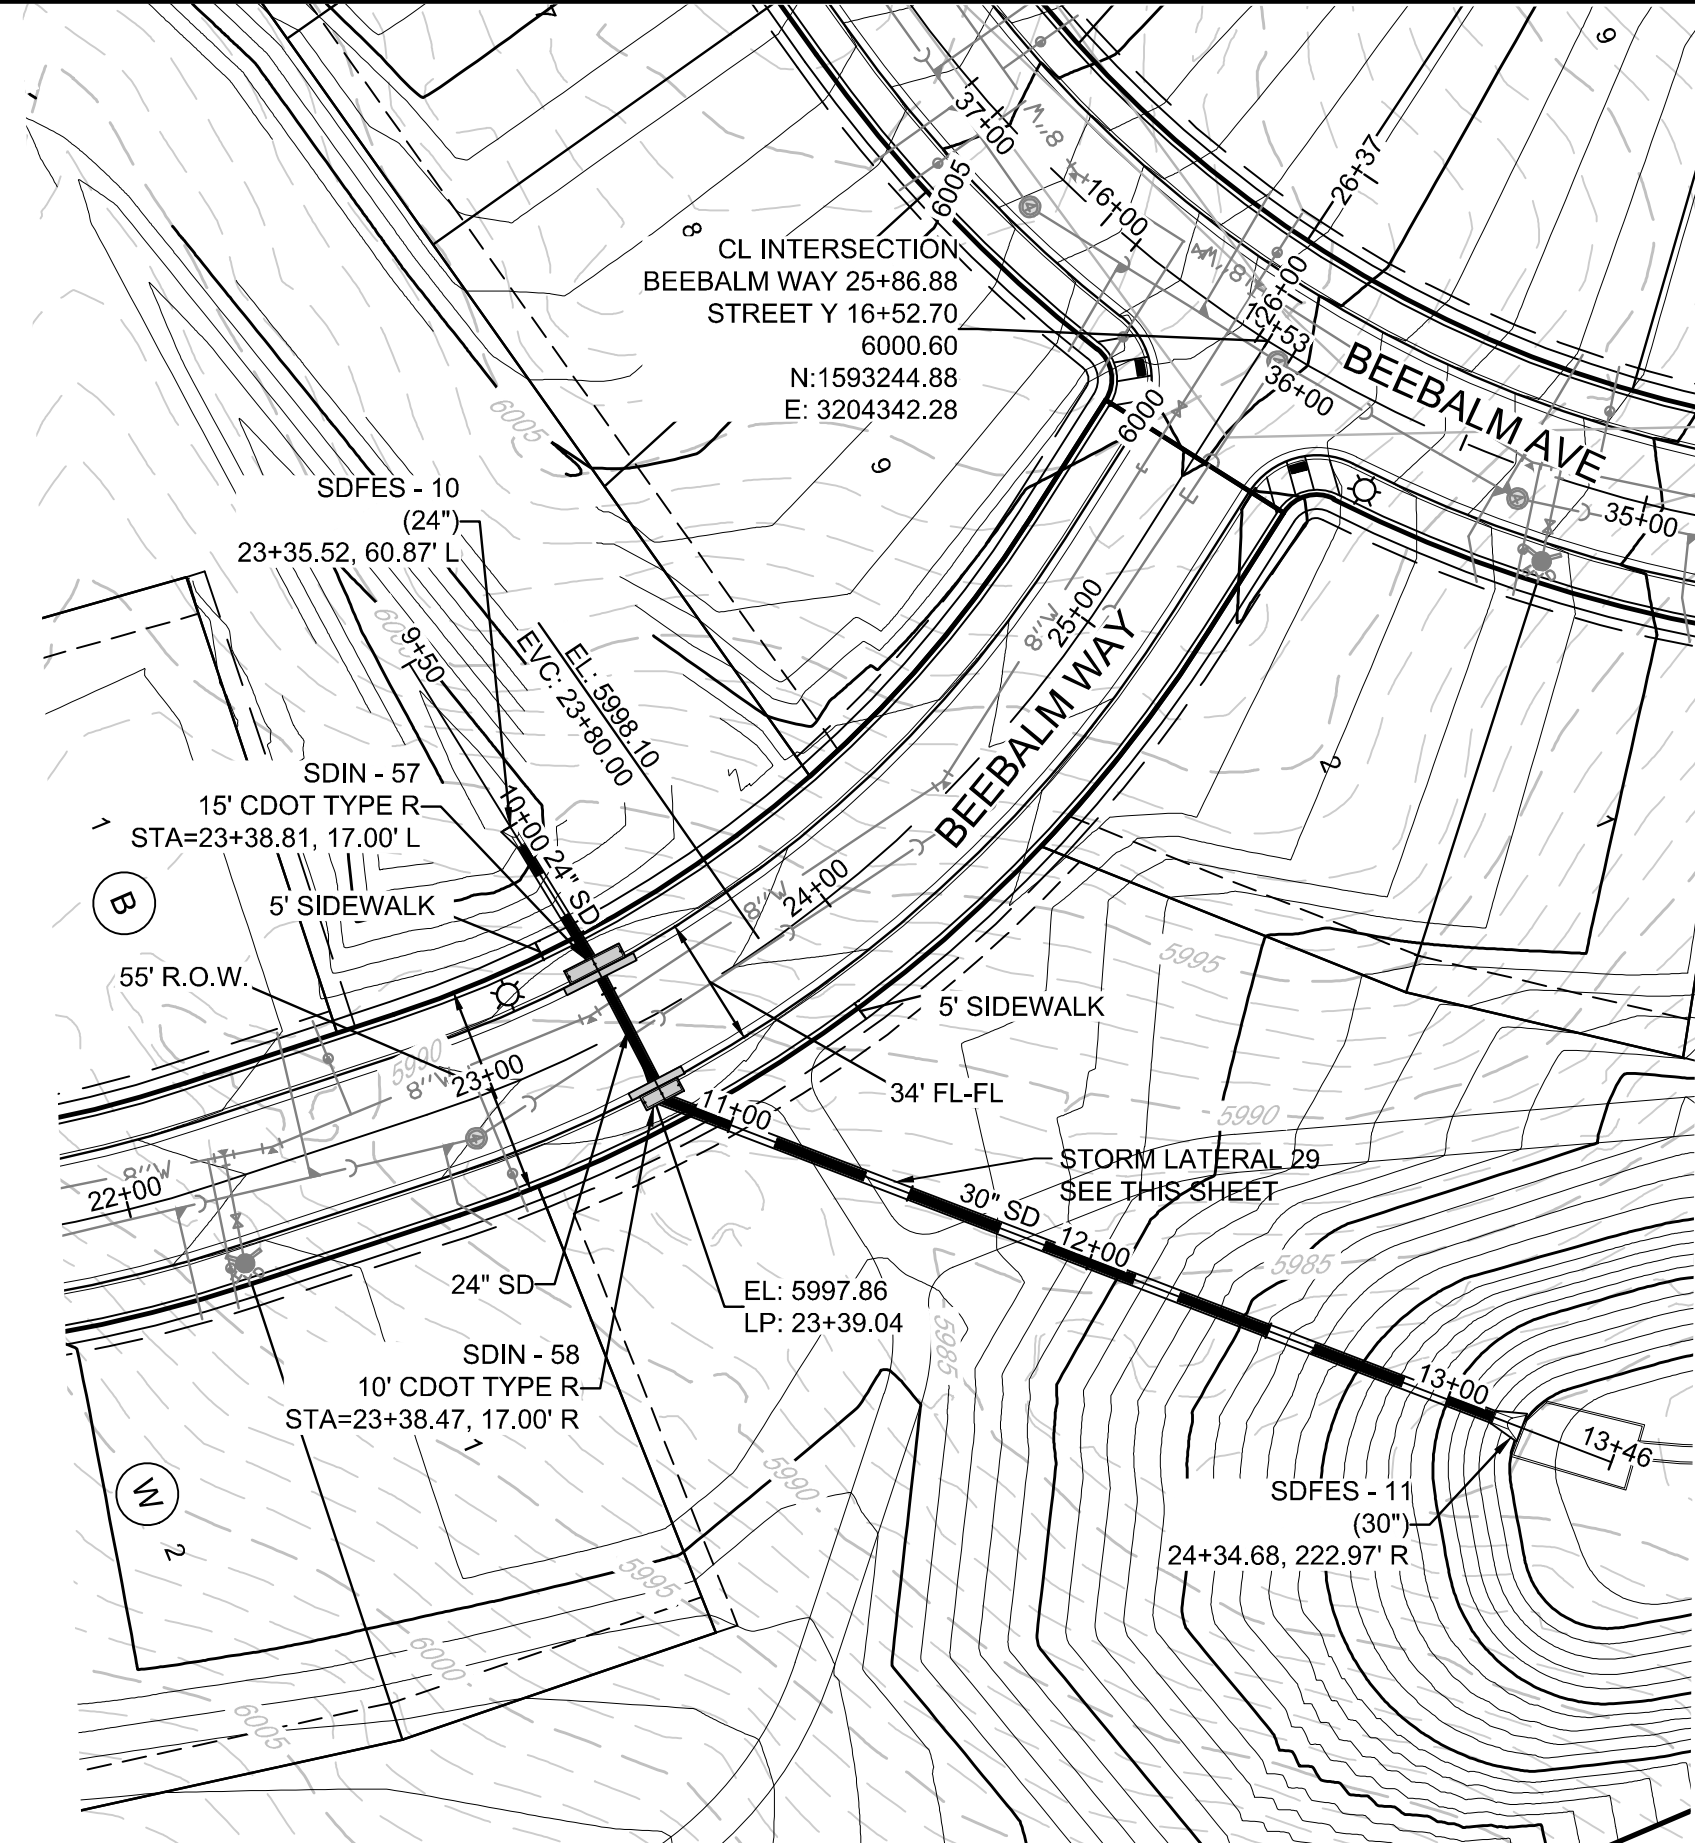 9
37+00
8"W
26+37
6005
16+00
8
CL INTERSECTION
BEEBALM WAY 25+86.88
STREET Y 16+52.70
6000.60
N:1593244.88
E: 3204342.28
8"W
26+00
16+53
36+00
BEEBALM AVE
6005
6000
9
35+00
SDFES - 10
(24")
23+35.52, 60.87' L
9+50
EL: 5998.10
EVC: 23+80.00
8"W
25+00
BEEBALM WAY
2
1
SDIN - 57
15' CDOT TYPE R
STA=23+38.81, 17.00' L
10+00
24" SD
1
B
5' SIDEWALK
8"W
24+00
5995
55' R.O.W.
5' SIDEWALK
5990
8"W
23+00
34' FL-FL
11+00
5990
STORM LATERAL 29
SEE THIS SHEET
8"W
22+00
30" SD
12+00
5985
24" SD
EL: 5997.86
LP: 23+39.04
5985
SDIN - 58
10' CDOT TYPE R
STA=23+38.47, 17.00' R
13+00
13+46
1
5990
W
SDFES - 11
(30")
24+34.68, 222.97' R
2
5995
6000
6005